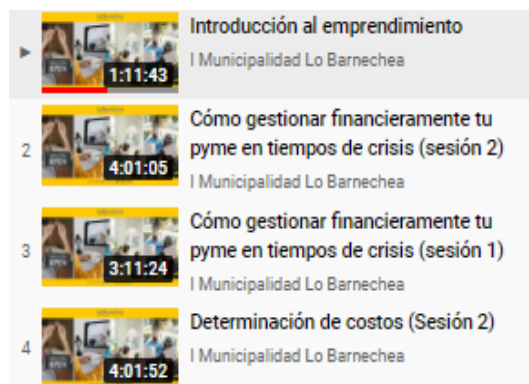 Introducción al emprendimiento
I Municipalidad Lo Barnechea
1:11:43
2
Cómo gestionar financieramente tu
pyme en tiempos de crisis (sesión 2)
I Municipalidad Lo Barnechea
4:01:05
3
Cómo gestionar financieramente tu
pyme en tiempos de crisis (sesión 1)
I Municipalidad Lo Barnechea
3:11:24
4
Determinación de costos (Sesión 2)
I Municipalidad Lo Barnechea
4:01:52